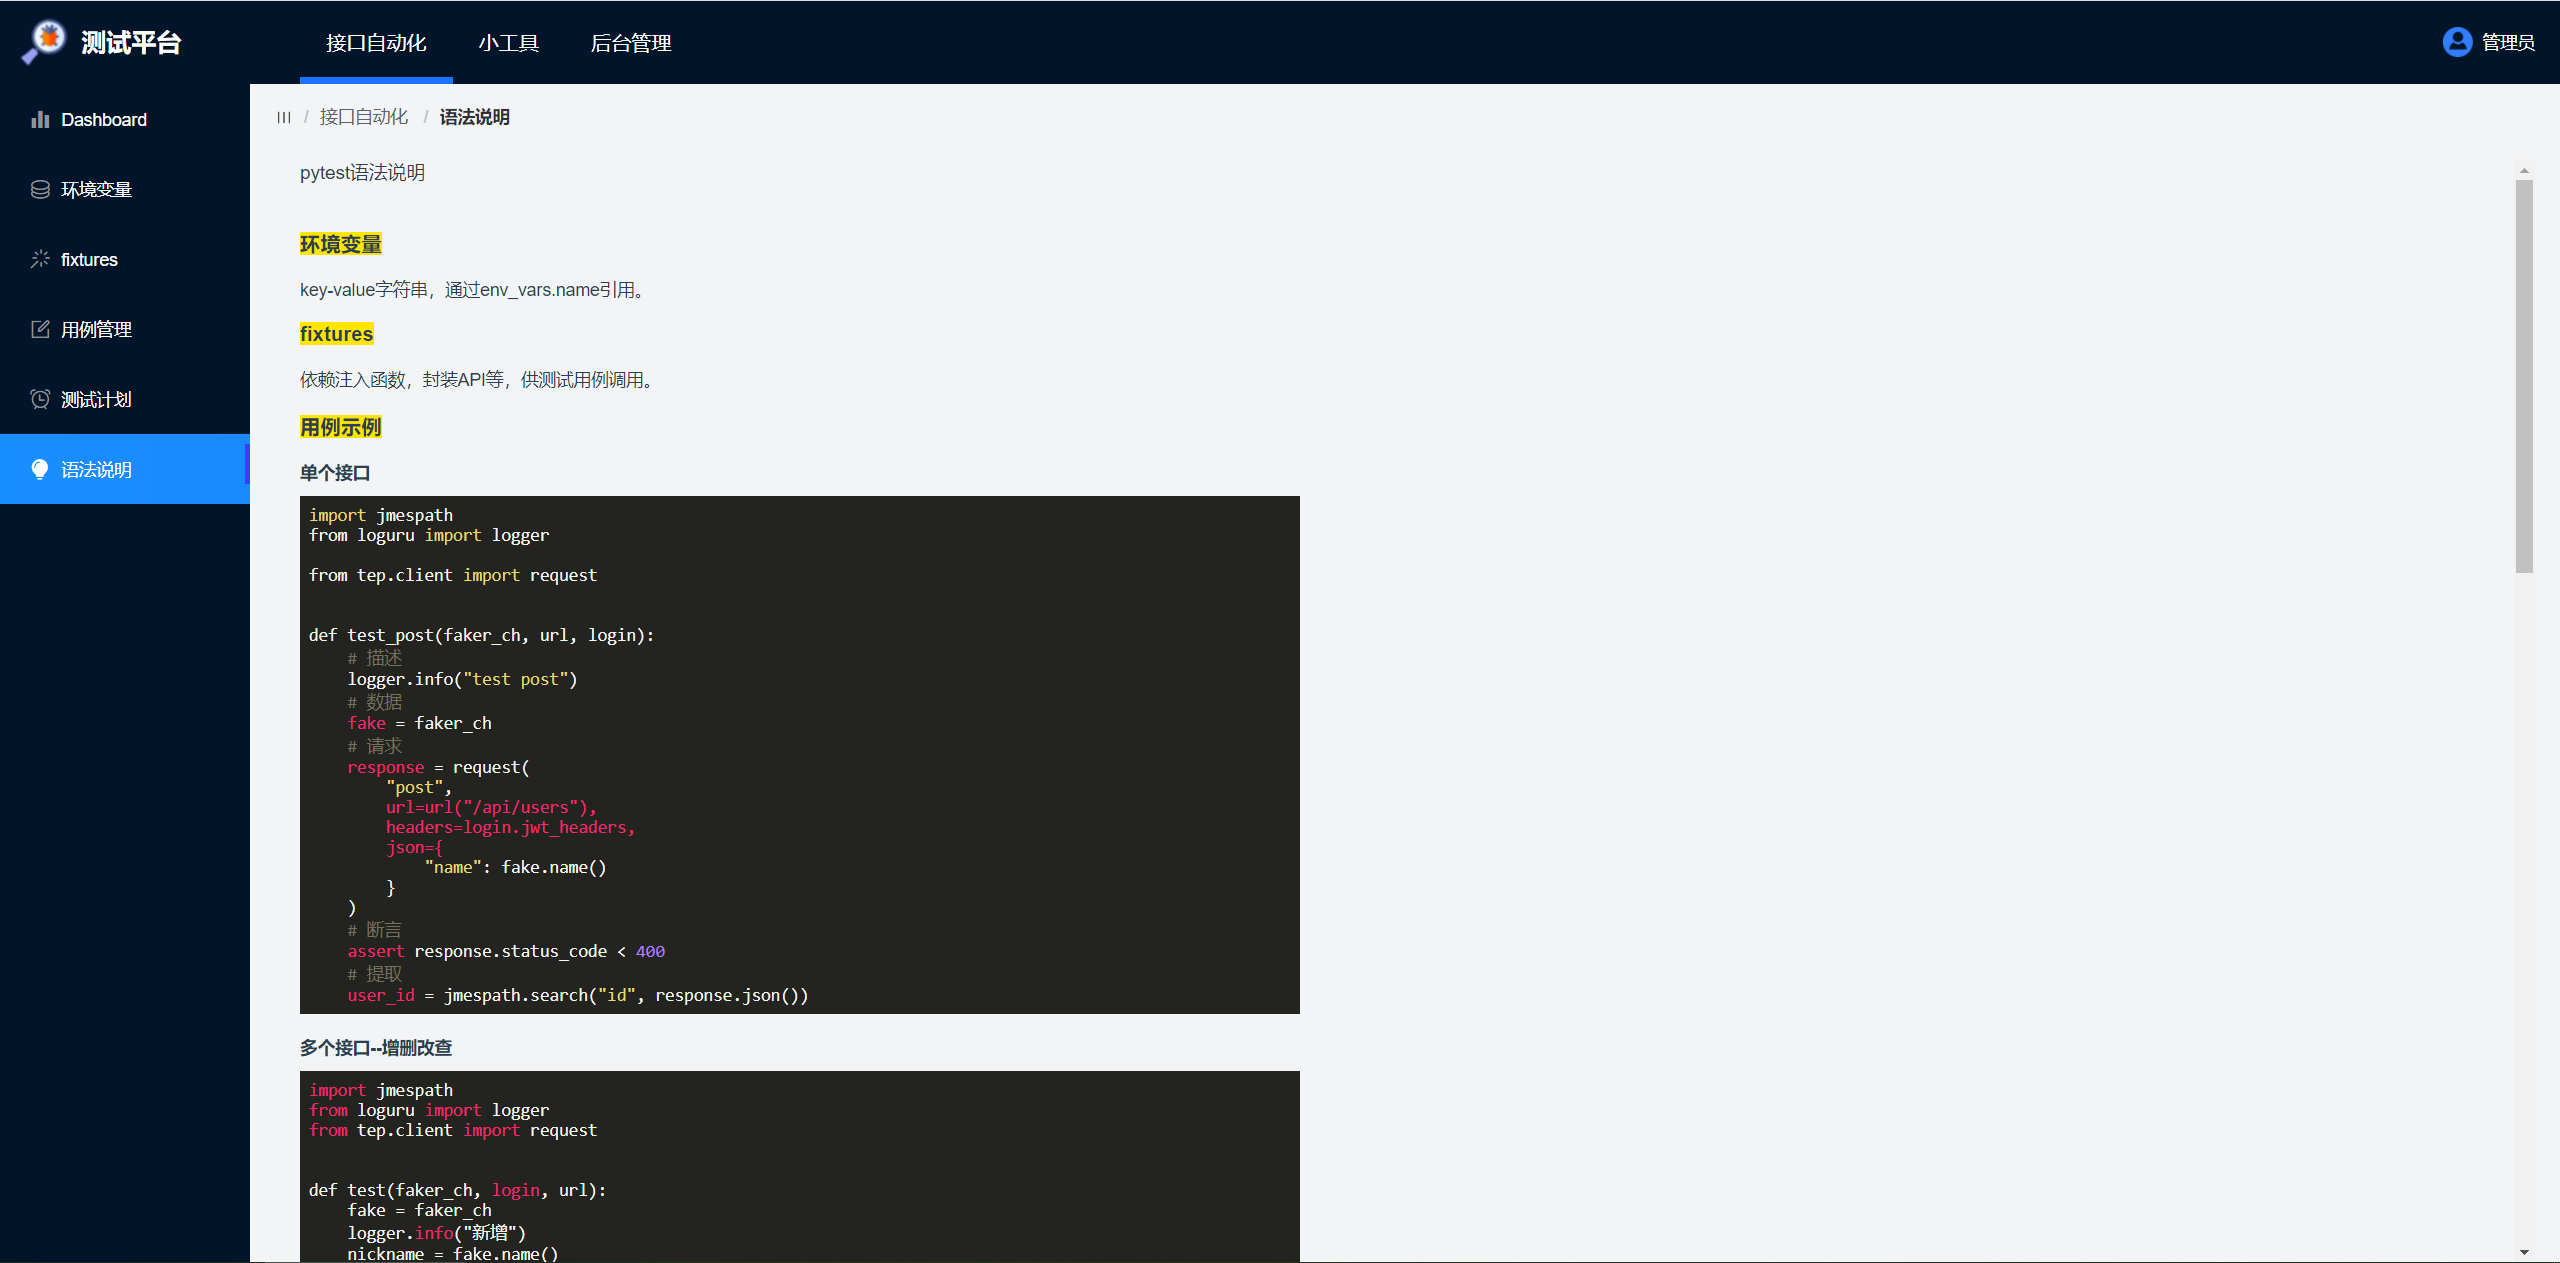 测试平台
接口自动化 小工具 后台管理
管理员
Dashboard
环境变量
fixtures
用例管理
测试计划
语法说明
/ 接口自动化 / 语法说明
pytest语法说明
环境变量
key-value字符串，通过env_vars.name引用。
fixtures
依赖注入函数，封装API等，供测试用例调用。
用例示例
单个接口
import jmespath
from loguru import logger
from tep.client import request
def test_post(faker_ch, url, login):
    # 描述
    logger.info("test post")
    # 数据
    fake = faker_ch
    # 请求
    response = request(
        "post",
        url=url("/api/users"),
        headers=login.jwt_headers,
        json={
            "name": fake.name()
        }
    )
    # 断言
    assert response.status_code < 400
    # 提取
    user_id = jmespath.search("id", response.json())
多个接口--增删改查
import jmespath
from loguru import logger
from tep.client import request
def test(faker_ch, login, url):
    fake = faker_ch
    logger.info("新增")
    nickname = fake.name()